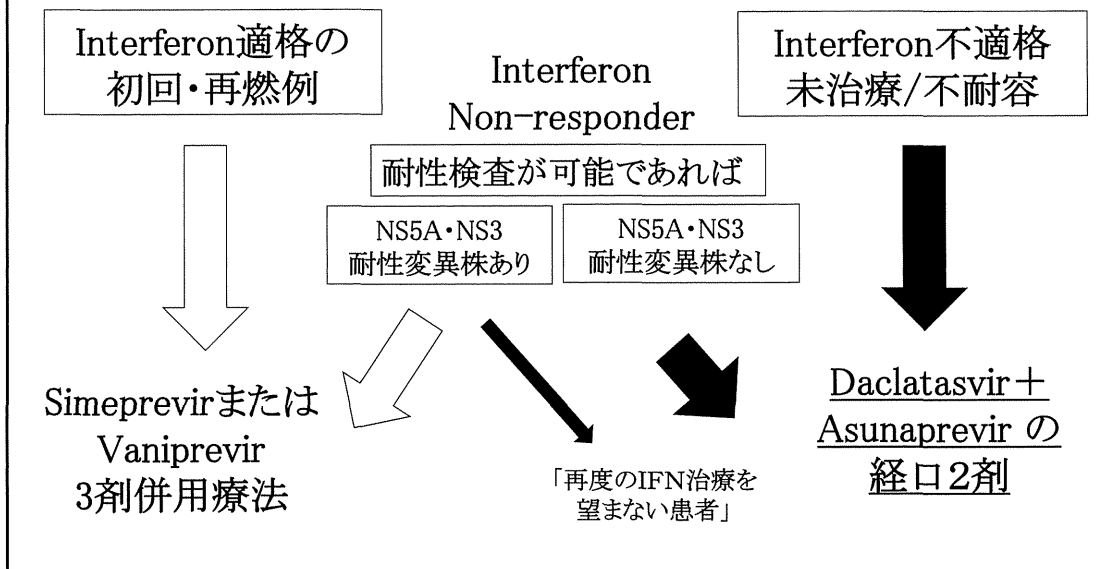 Interferon適格の
初回・再燃例
Interferon
Non-responder
Interferon不適格
未治療/不耐容
耐性検査が可能であれば
NS5A・NS3
耐性変異株あり
NS5A・NS3
耐性変異株なし
Simeprevirまたは
Vaniprevir
3剤併用療法
「再度のIFN治療を
望まない患者」
Daclatasvir＋
Asunaprevir の
経口2剤